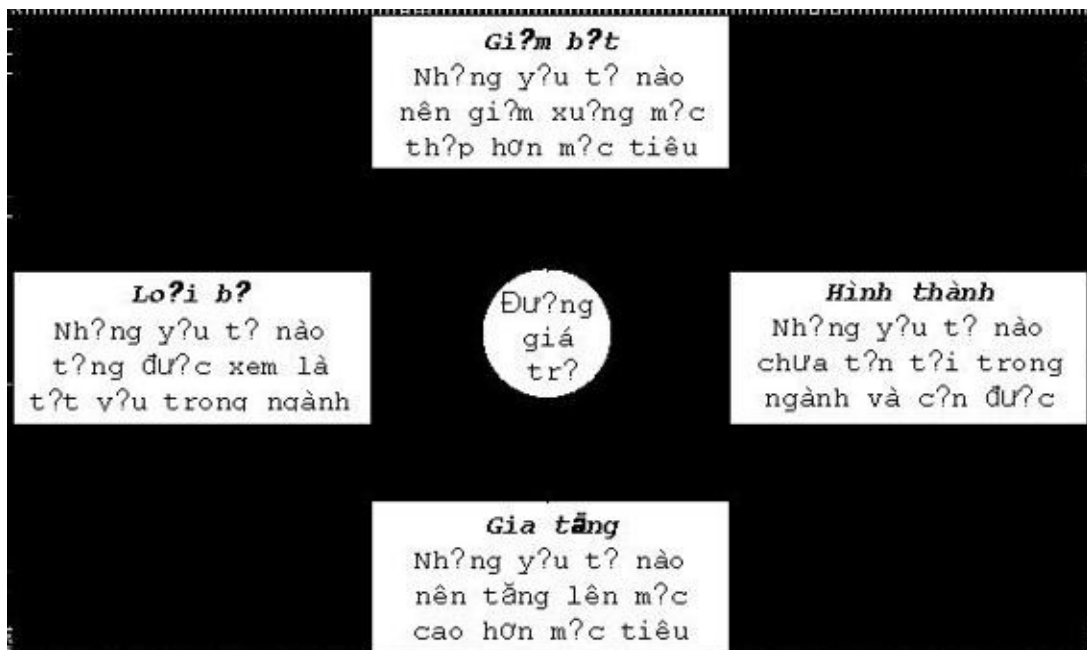 Gi?m b?t
Nh?ng y?u t? nào
nên gi?m xu?ng m?c
th?p hơn m?c tiêu
Lo?i b?
Nh?ng y?u t? nào
t?ng đư?c xem là
t?t y?u trong ngành
Đư?ng
giá
tr?
Hình thành
Nh?ng y?u t? nào
chưa t?n t?i trong
ngành và c?n đư?c
Gia tăng
Nh?ng y?u t? nào
nên tăng lên m?c
cao hơn m?c tiêu